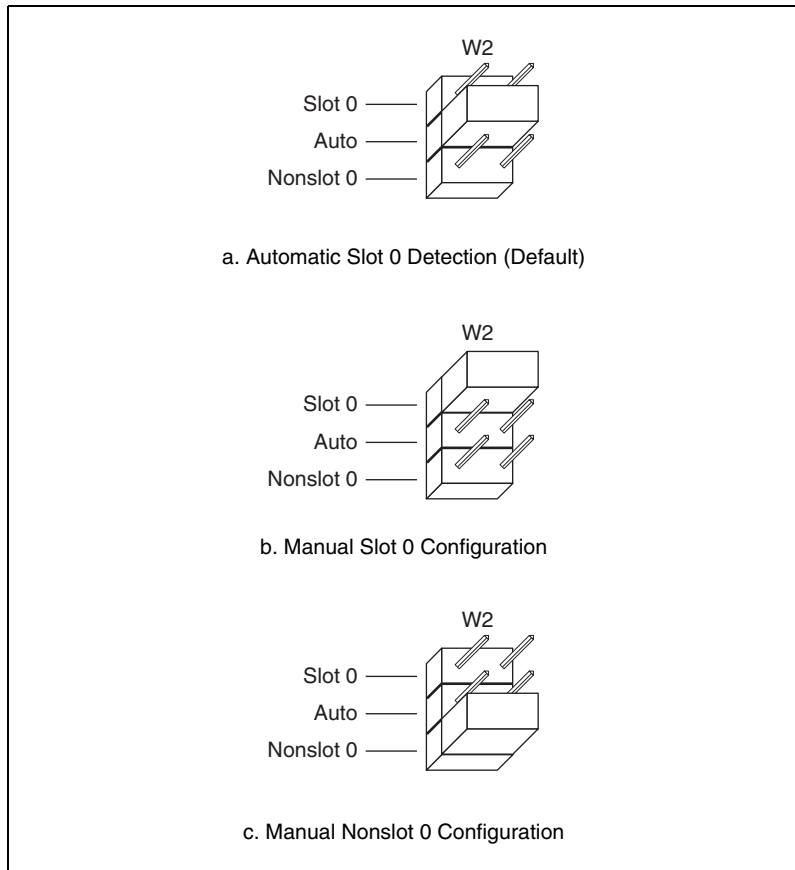 W2
Slot 0
Auto
Nonslot 0
a. Automatic Slot 0 Detection (Default)
W2
Slot 0
Auto
Nonslot 0
b. Manual Slot 0 Configuration
W2
Slot 0
Auto
Nonslot 0
c. Manual Nonslot 0 Configuration